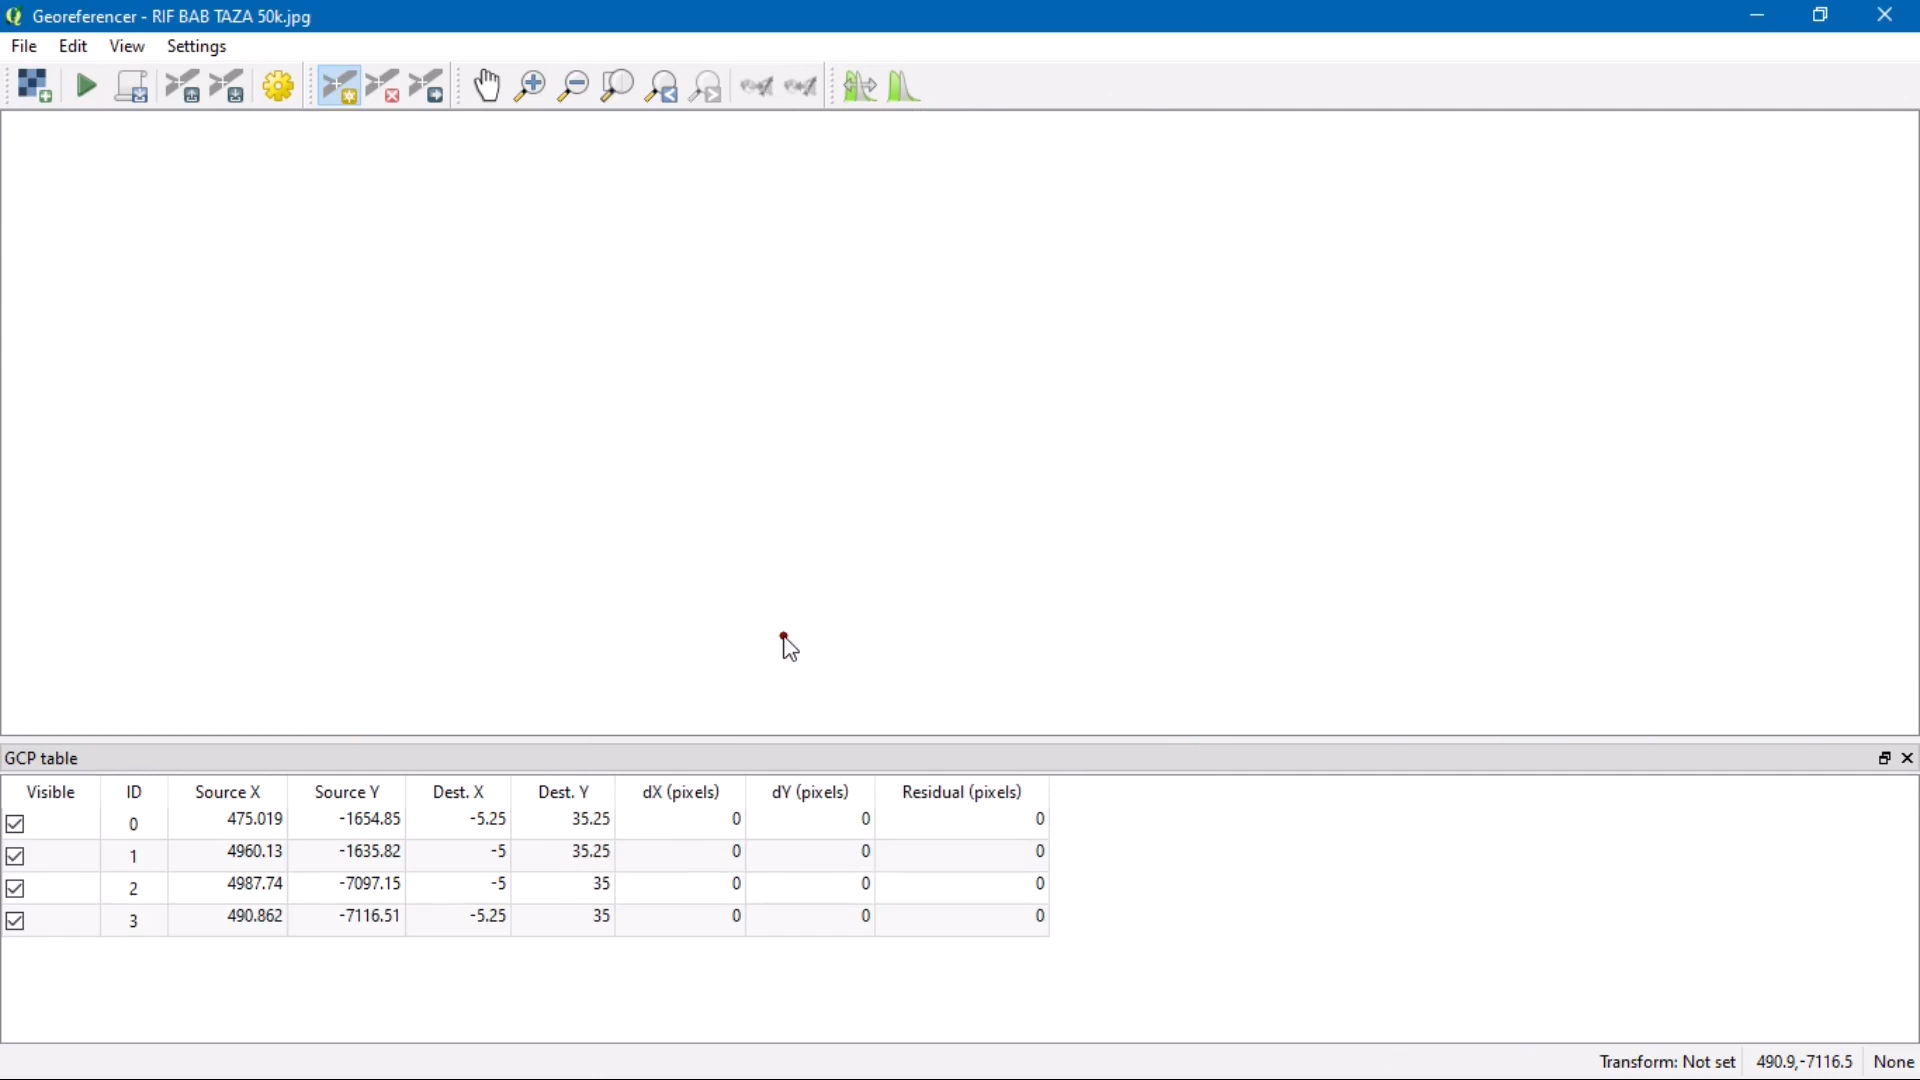 Georeferencer - RIF BAB TAZA 50k.jpg
File Edit View Settings
GCP table
Visible ID Source X Source Y Dest. X Dest. Y dX (pixels) dY (pixels) Residual (pixels)
0 475.019 -1654.85 -5.25 35.25 0 0 0
1 4960.13 -1635.82 -5 35.25 0 0 0
2 4987.74 -7097.15 -5 35 0 0 0
3 490.862 -7116.51 -5.25 35 0 0 0
Transform: Not set 490.9,-7116.5 None